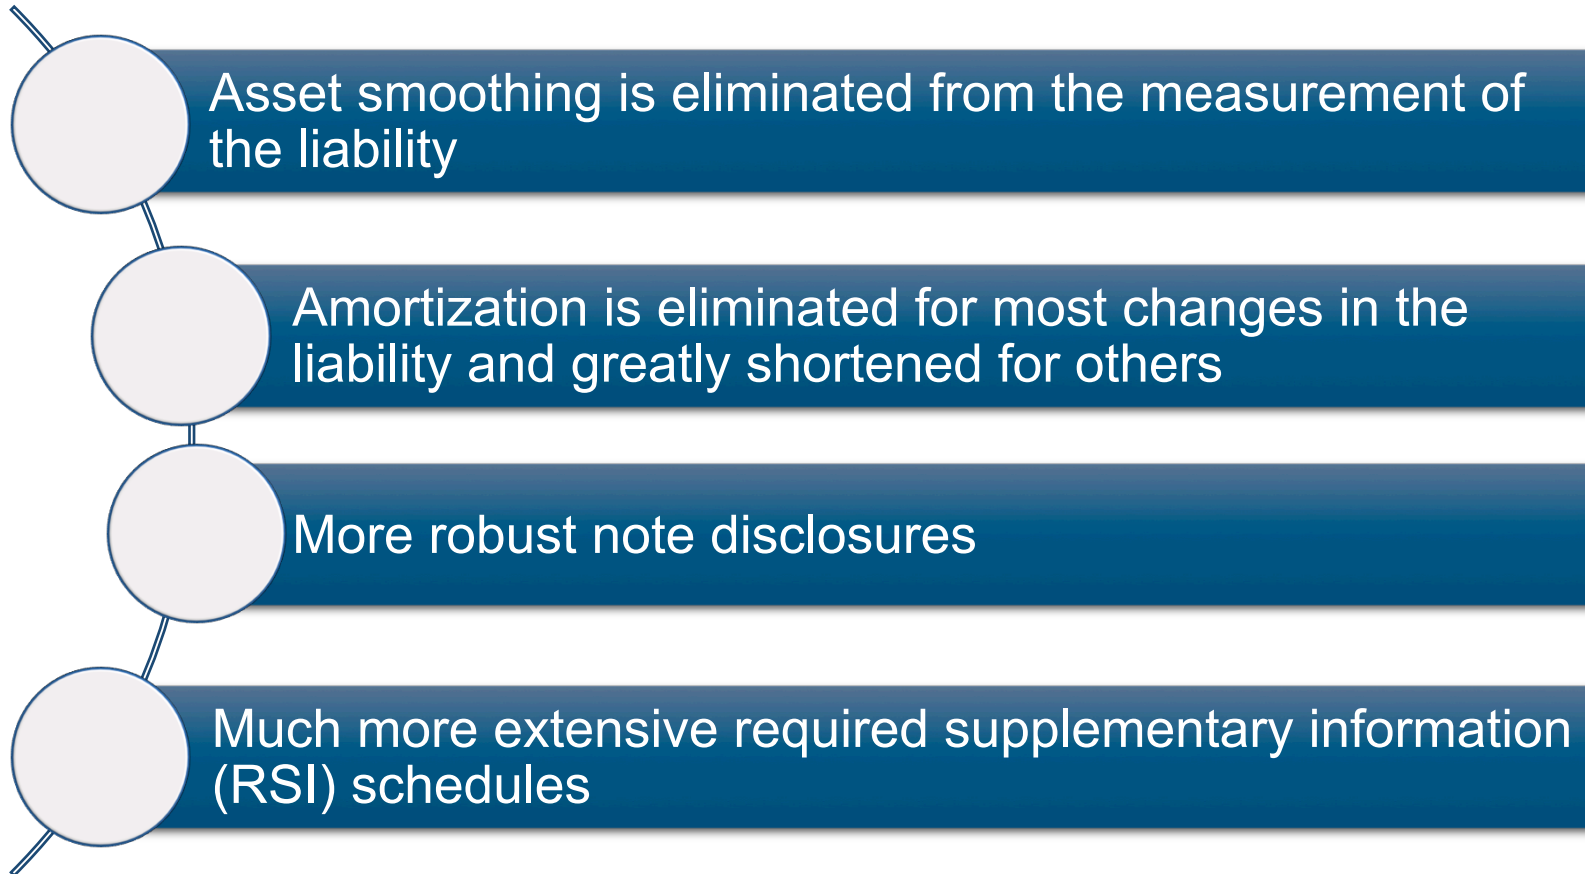 Asset smoothing is eliminated from the measurement of
the liability
Amortization is eliminated for most changes in the
liability and greatly shortened for others
More robust note disclosures
Much more extensive required supplementary information
(RSI) schedules